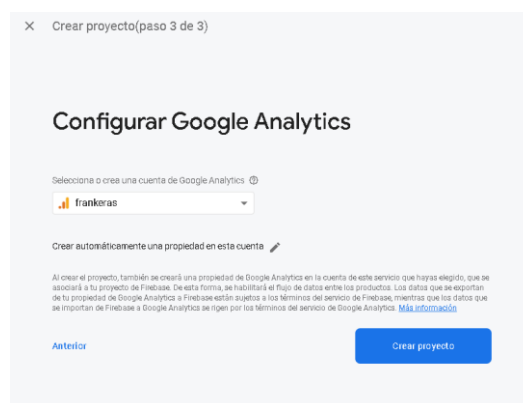 Crear proyecto(paso 3 de 3)
Configurar Google Analytics
Selecciona o crea una cuenta de Google Analytics
frankeras
Crear automáticamente una propiedad en esta cuenta
Al crear el proyecto, también se creará una propiedad de Google Analytics en la cuenta de este servicio que hayas elegido, que se
asociará a tu proyecto de Firebase. De esta forma, se habilitará el flujo de datos entre los productos. Los datos que se exportan
de tu propiedad de Google Analytics a Firebase están sujetos a los términos del servicio de Firebase, mientras que los datos que
se importan de Firebase a Google Analytics se rigen por los términos del servicio de Google Analytics. Más información
Anterior
Crear proyecto